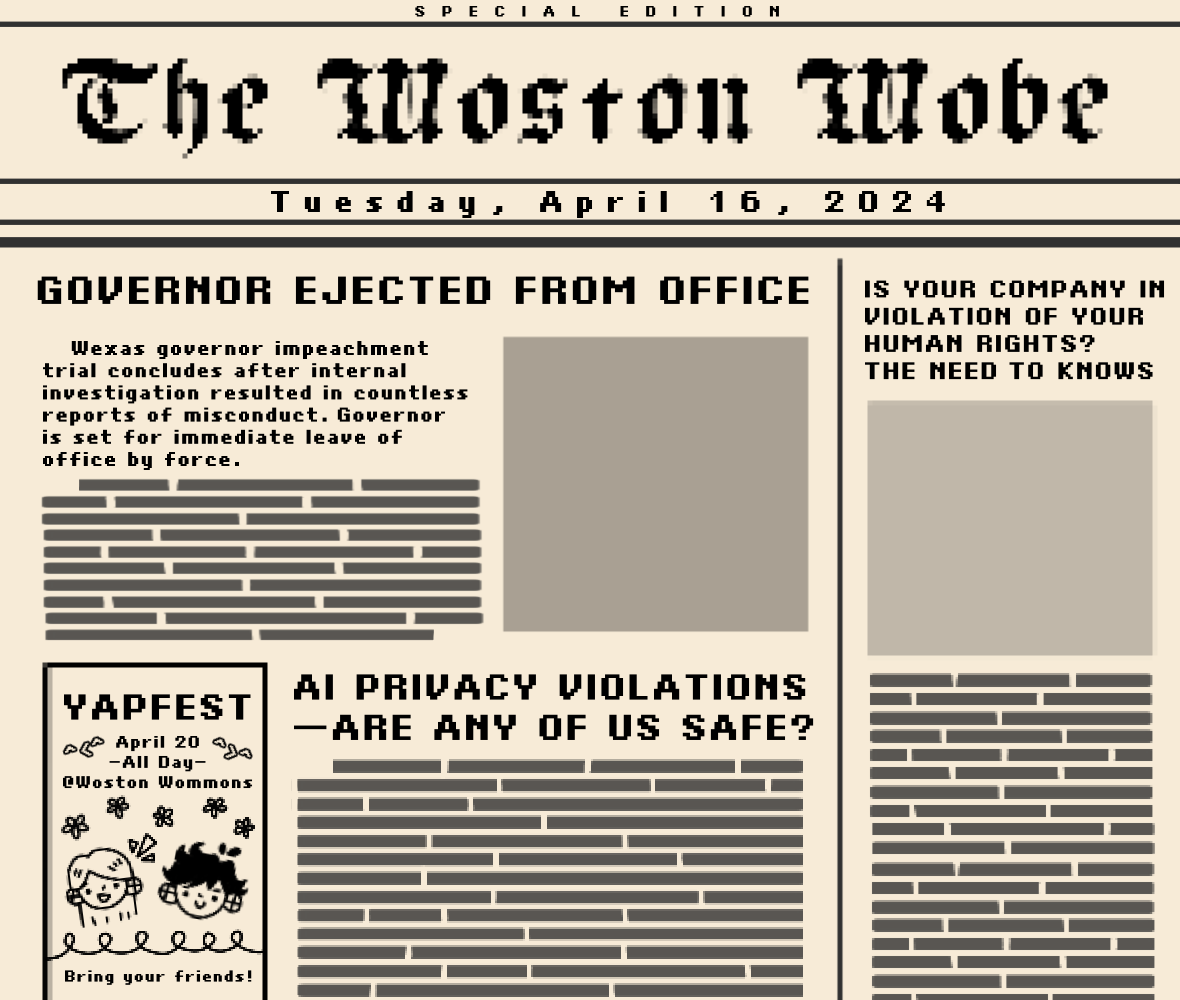 SPECIAL EDITION
The Woston Wobe
Tuesday, April 16, 2024
GOVERNOR EJECTED FROM OFFICE
Wexas governor impeachment
trial concludes after internal
investigation resulted in countless
reports of misconduct. Governor
is set for immediate leave of
office by force.
YAPFEST
April 20
-All Day-
@Woston Wommons
Bring your friends!
AI PRIVACY VIOLATIONS
—ARE ANY OF US SAFE?
IS YOUR COMPANY IN
VIOLATION OF YOUR
HUMAN RIGHTS?
THE NEED TO KNOWS